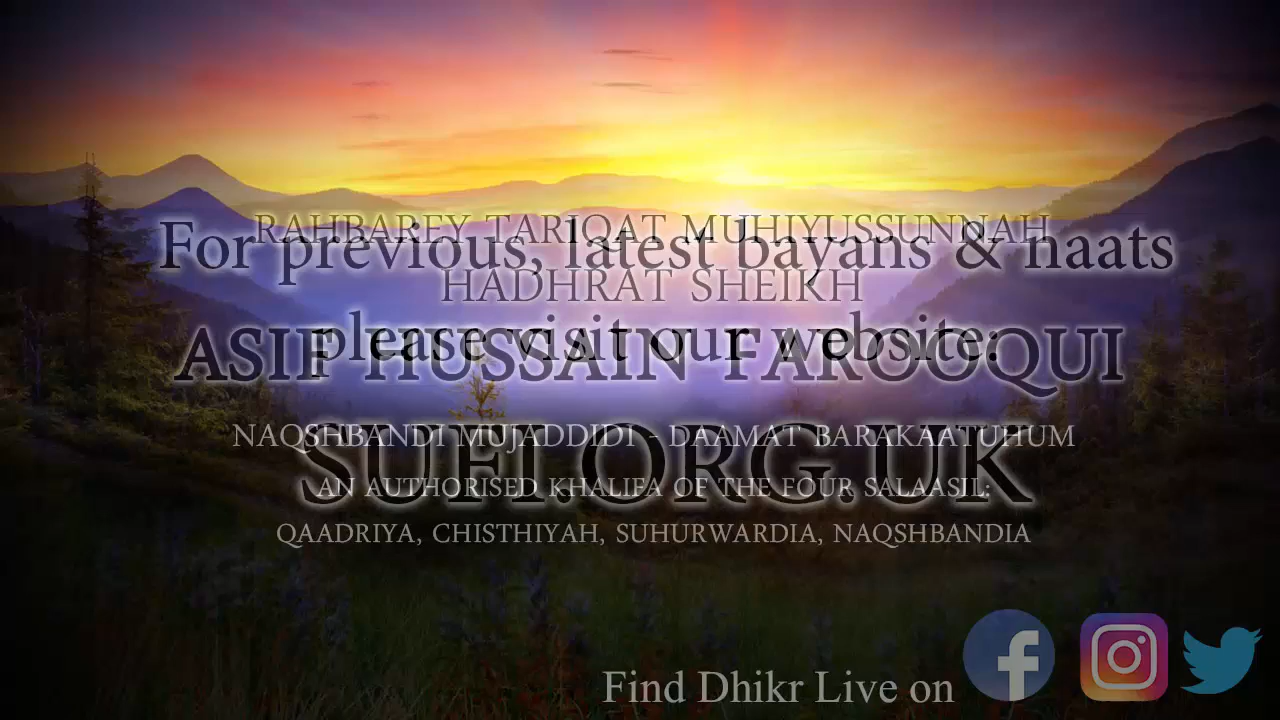 RAHBAREY TARIQAT MUHIYUSSUNNAH
For previous, latest bayans & naats
HADHRAT SHEIKH
please visit our website:
ASIF HUSSAIN FAROOQUI
NAQSHBANDI MUJADDIDI - DAAMAT BARAKAATUHUM
SUFI.ORG.UK
AN AUTHORISED KHALIFA OF THE FOUR SALAASIL:
QAADRIYA, CHISTHIYAH, SUHURWARDIA, NAQSHBANDIA
Find Dhikr Live on